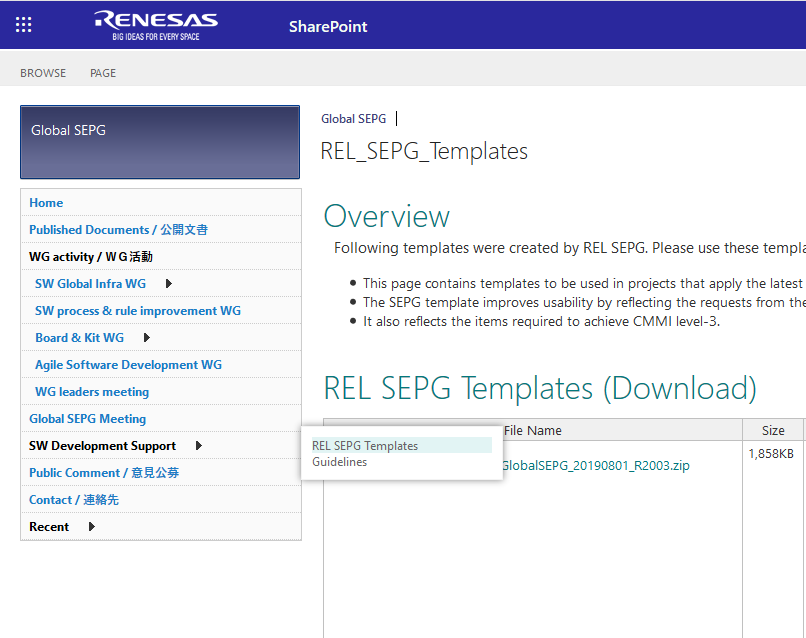 RENESAS
BIG IDEAS FOR EVERY SPACE
SharePoint
BROWSE PAGE
Global SEPG
Home
Published Documents / 公開文書
WG activity / ＷＧ活動
SW Global Infra WG
SW process & rule improvement WG
Board & Kit WG
Agile Software Development WG
WG leaders meeting
Global SEPG Meeting
SW Development Support
Public Comment / 意見公募
Contact / 連絡先
Recent
REL SEPG Templates
Guidelines
Global SEPG
REL_SEPG_Templates
Overview
Following templates were created by REL SEPG. Please use these
This page contains templates to be used in projects that apply the latest
The SEPG template improves usability by reflecting the requests from the
It also reflects the items required to achieve CMMI level-3.
REL SEPG Templates (Download)
File Name Size
GlobalSEPG_20190801_R2003.zip 1,858KB